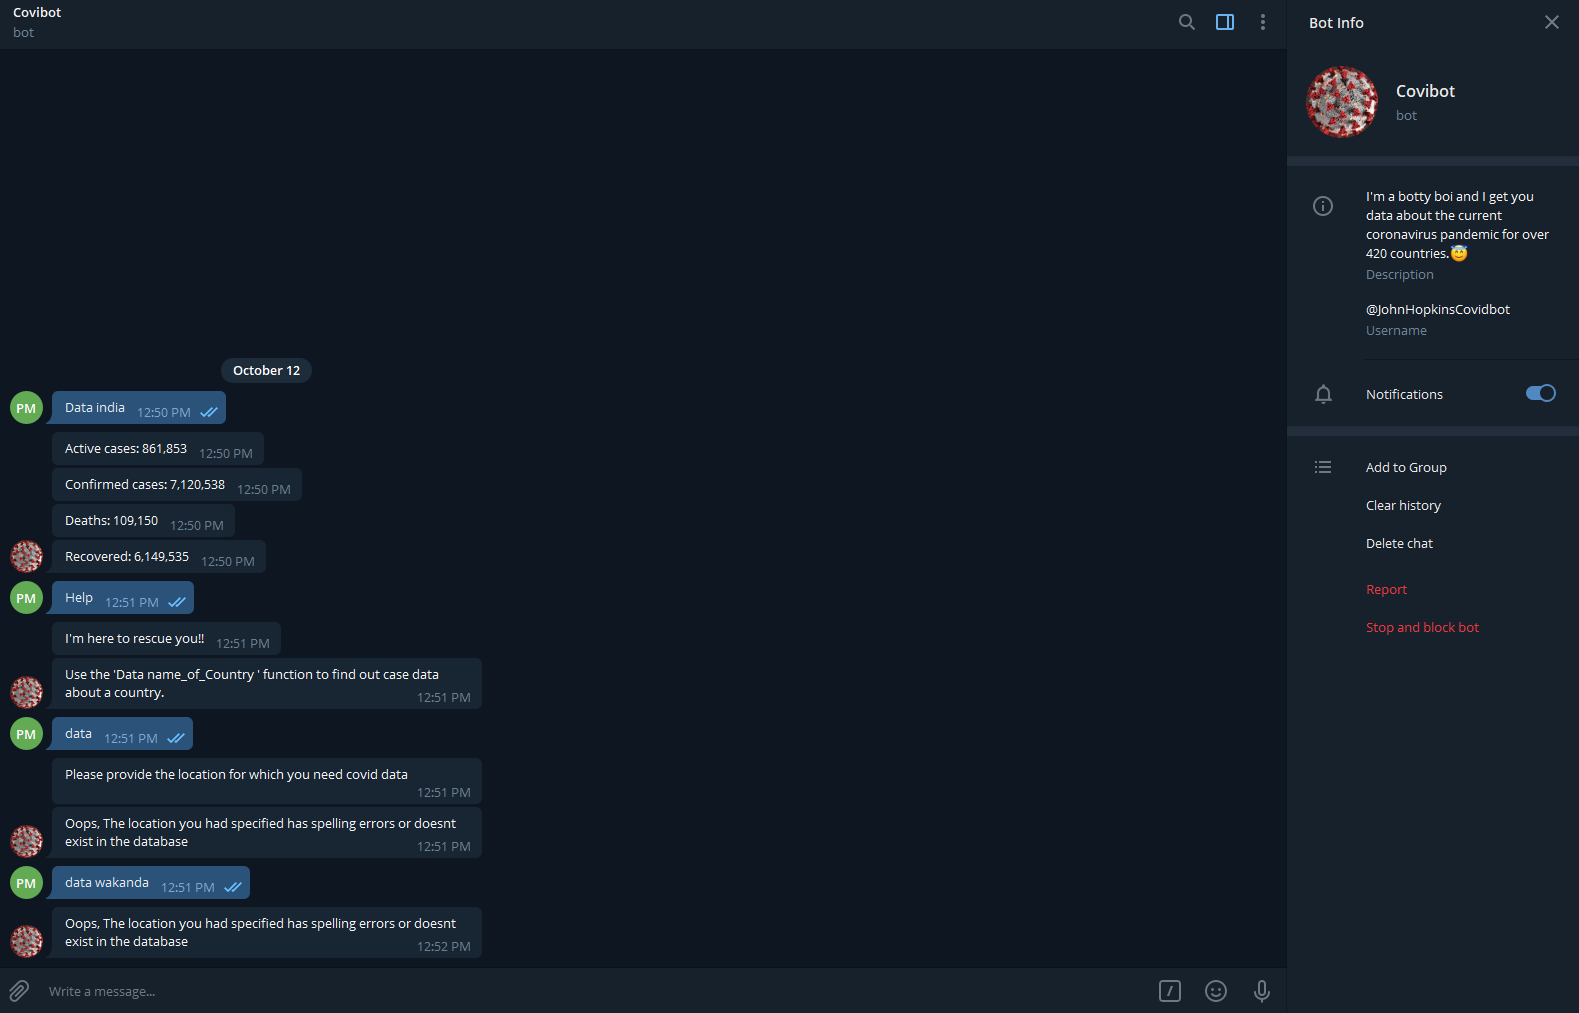 Covibot
bot
October 12
PM
Data india 12:50 PM
Active cases: 861,853 12:50 PM
Confirmed cases: 7,120,538 12:50 PM
Deaths: 109,150 12:50 PM
Recovered: 6,149,535 12:50 PM
PM
Help 12:51 PM
I'm here to rescue you!! 12:51 PM
Use the 'Data name_of_Country ' function to find out case data
about a country.
12:51 PM
PM
data 12:51 PM
Please provide the location for which you need covid data
12:51 PM
Oops, The location you had specified has spelling errors or doesnt
exist in the database
12:51 PM
PM
data wakanda 12:51 PM
Oops, The location you had specified has spelling errors or doesnt
exist in the database
12:52 PM
Write a message...
Bot Info
Covibot
bot
I'm a botty boi and I get you
data about the current
coronavirus pandemic for over
420 countries.😇
Description
@JohnHopkinsCovidbot
Username
Notifications
Add to Group
Clear history
Delete chat
Report
Stop and block bot